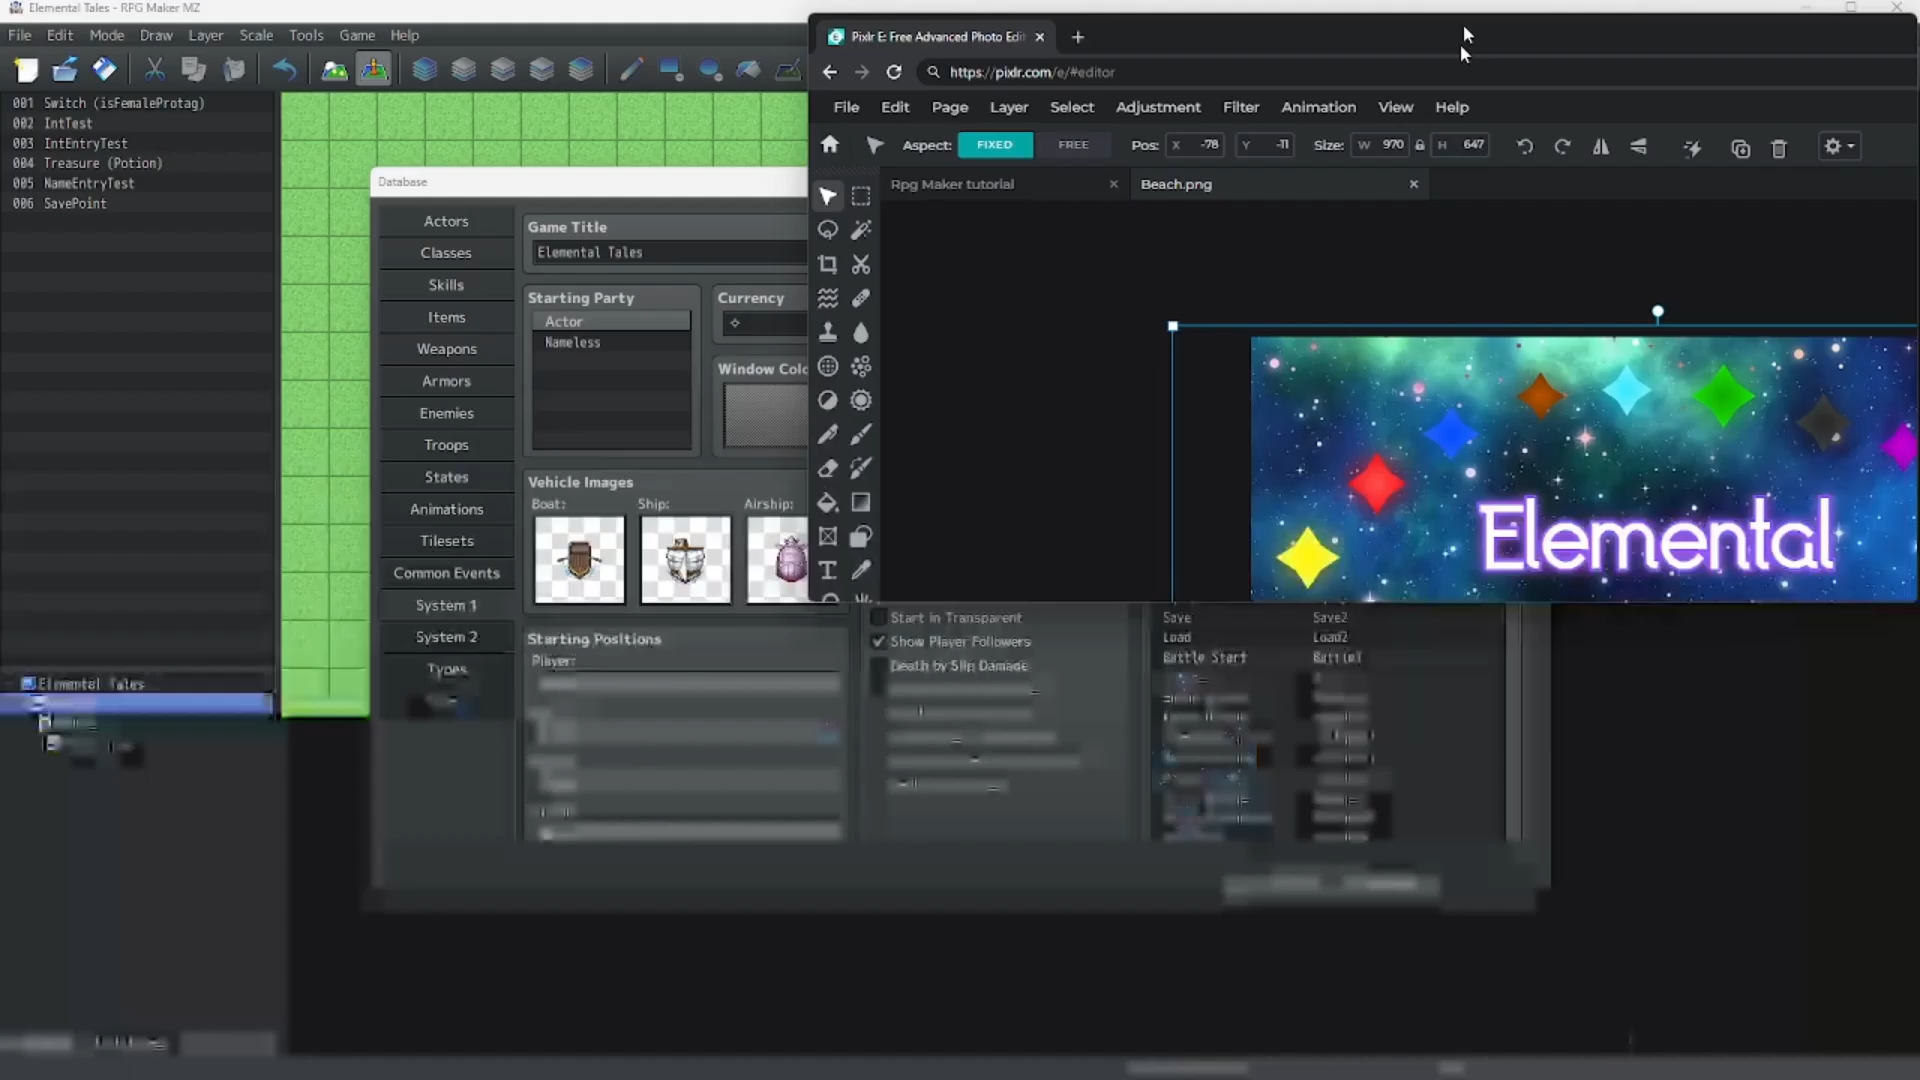 Elemental Tales - RPG Maker MZ
File Edit Mode Draw Layer Scale Tools Game Help
001 Switch (isFemaleProtag)
002 IntTest
003 IntEntryTest
004 Treasure (Potion)
005 NameEntryTest
006 SavePoint
Elemental Tales
Database
Actors
Classes
Skills
Items
Weapons
Armors
Enemies
Troops
States
Animations
Tilesets
Common Events
System 1
System 2
Types
Game Title
Elemental Tales
Starting Party
Actor
Nameless
Currency
Window Colo
Vehicle Images
Boat: Ship: Airship:
Starting Positions
Player:
Start in Transparent
Show Player Followers
Death by Slip Damage
Save Save2
Load Load2
Battle Start Battle1
Pixlr E: Free Advanced Photo Edit
https://pixlr.com/e/#editor
File Edit Page Layer Select Adjustment Filter Animation View Help
Aspect: FIXED FREE Pos: X -78 Y -11 Size: W 970 H 647
Rpg Maker tutorial
Beach.png
Elemental